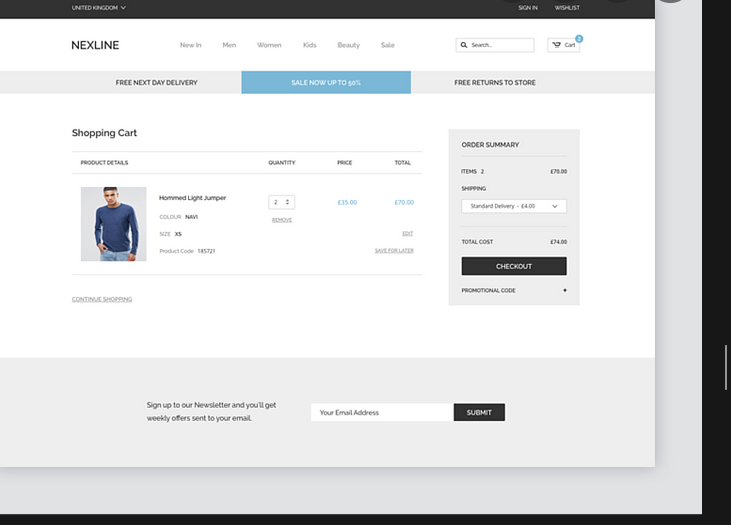 UNITED KINGDOM
SIGN IN WISHLIST
NEXLINE
New In Men Women Kids Beauty Sale
Search..
Cart
2
FREE NEXT DAY DELIVERY
SALE NOW UP TO 50%
FREE RETURNS TO STORE
Shopping Cart
PRODUCT DETAILS QUANTITY PRICE TOTAL
Hommed Light Jumper
COLOUR NAVI
SIZE XS
Product Code 185721
2
REMOVE
£35.00
£70.00
EDIT
SAVE FOR LATER
CONTINUE SHOPPING
ORDER SUMMARY
ITEMS 2 £70.00
SHIPPING
Standard Delivery - £4.00
TOTAL COST £74.00
CHECKOUT
PROMOTIONAL CODE +
Sign up to our Newsletter and you'll get
weekly offers sent to your email.
Your Email Address
SUBMIT